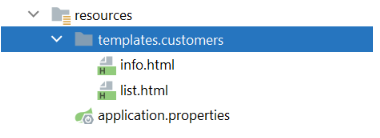 resources
templates.customers
info.html
list.html
application.properties